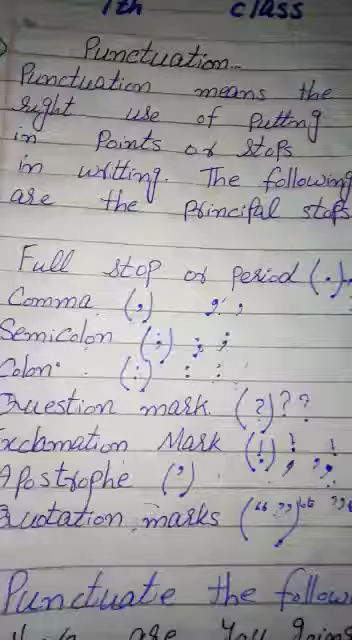 7th class
Punctuation..
Punctuation means the
right use of Putting
in Points or stops
in writting. The following
are the principal stops
Full stop or period (.).
Comma (,) , , ,
Semicolon (;) ; ;
Colon (:) : :
Question mark (?) ? ?
Exclamation Mark (!) ! !
Apostrophe (') , , ,
Quotation marks (“ ”) “ ” “
Punctuate the follow
are you going